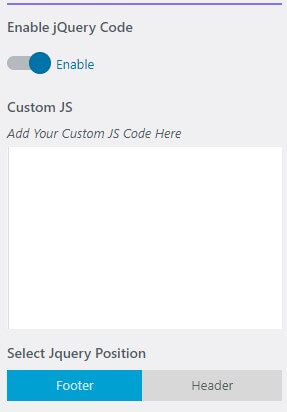 Enable jQuery Code
Enable
Custom JS
Add Your Custom JS Code Here
Select Jquery Position
Footer Header